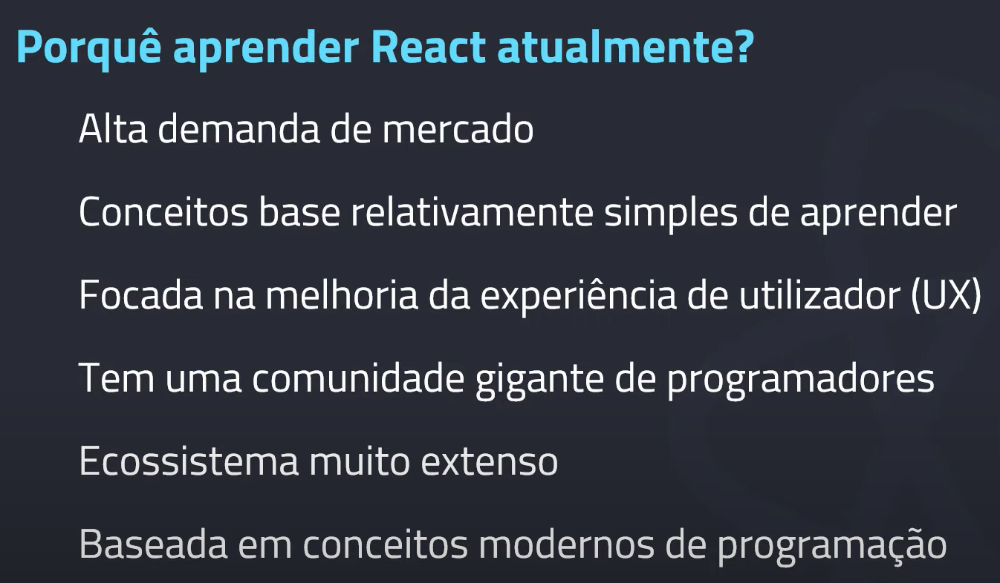 Porquê aprender React atualmente?
Alta demanda de mercado
Conceitos base relativamente simples de aprender
Focada na melhoria da experiência de utilizador (UX)
Tem uma comunidade gigante de programadores
Ecossistema muito extenso
Baseada em conceitos modernos de programação